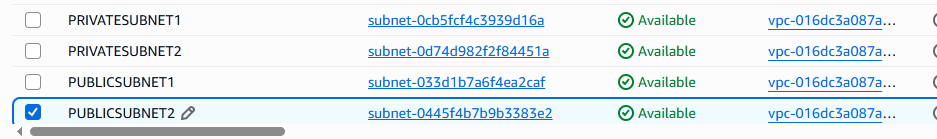 PRIVATESUBNET1 subnet-0cb5fcf4c3939d16a Available vpc-016dc3a087a...
PRIVATESUBNET2 subnet-0d74d982f2f84451a Available vpc-016dc3a087a...
PUBLICSUBNET1 subnet-033d1b7a6f4ea2caf Available vpc-016dc3a087a...
PUBLICSUBNET2 subnet-0445f4b7b9b3383e2 Available vpc-016dc3a087a...